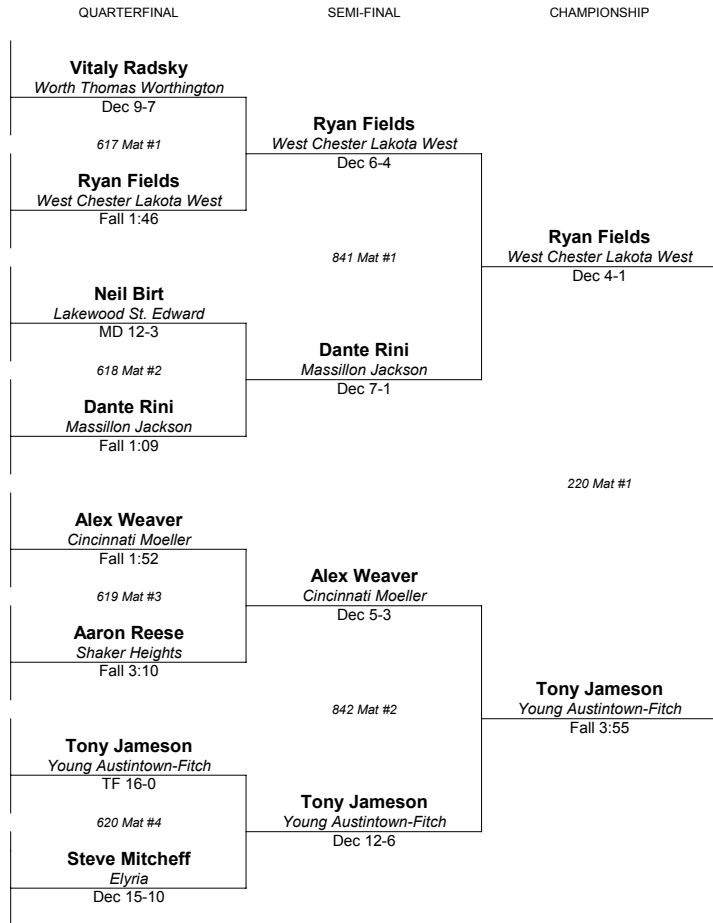 QUARTERFINAL SEMI-FINAL CHAMPIONSHIP
Vitaly Radsky
Worth Thomas Worthington
Dec 9-7
617 Mat #1
Ryan Fields
West Chester Lakota West
Fall 1:46
Ryan Fields
West Chester Lakota West
Dec 6-4
Neil Birt
Lakewood St. Edward
MD 12-3
618 Mat #2
Dante Rini
Massillon Jackson
Fall 1:09
841 Mat #1
Dante Rini
Massillon Jackson
Dec 7-1
Ryan Fields
West Chester Lakota West
Dec 4-1
220 Mat #1
Alex Weaver
Cincinnati Moeller
Fall 1:52
619 Mat #3
Aaron Reese
Shaker Heights
Fall 3:10
Alex Weaver
Cincinnati Moeller
Dec 5-3
842 Mat #2
Tony Jameson
Young Austintown-Fitch
TF 16-0
620 Mat #4
Steve Mitcheff
Elyria
Dec 15-10
Tony Jameson
Young Austintown-Fitch
Dec 12-6
Tony Jameson
Young Austintown-Fitch
Fall 3:55